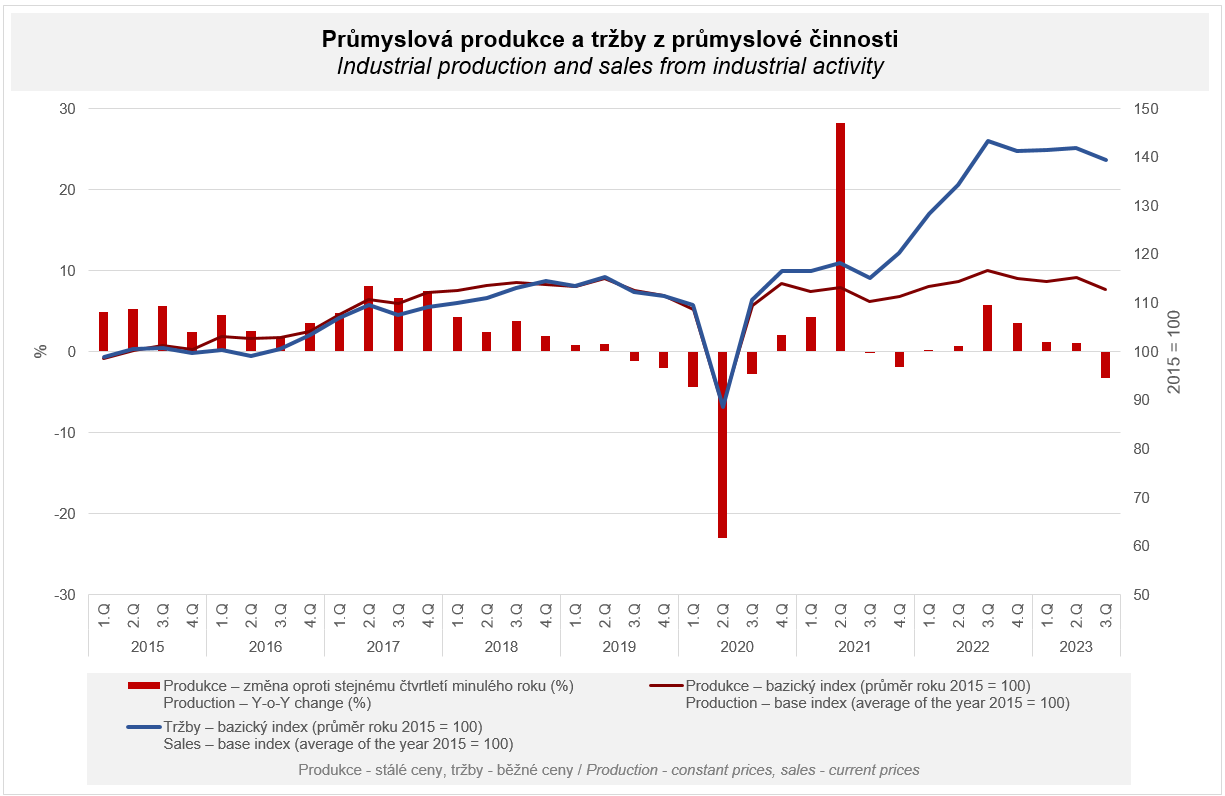 Průmyslová produkce a tržby z průmyslové činnosti
Industrial production and sales from industrial activity
30
20
10
0
-10
-20
-30
%
150
140
130
120
110
100
90
80
70
60
50
2015 = 100
1.Q 2.Q 3.Q 4.Q 1.Q 2.Q 3.Q 4.Q 1.Q 2.Q 3.Q 4.Q 1.Q 2.Q 3.Q 4.Q 1.Q 2.Q 3.Q 4.Q 1.Q 2.Q 3.Q 4.Q 1.Q 2.Q 3.Q 4.Q 1.Q 2.Q 3.Q 4.Q 1.Q 2.Q 3.Q
2015 2016 2017 2018 2019 2020 2021 2022 2023
Produkce – změna oproti stejnému čtvrtletí minulého roku (%)
Production – Y-o-Y change (%)
Produkce – bazický index (průměr roku 2015 = 100)
Production – base index (average of the year 2015 = 100)
Tržby – bazický index (průměr roku 2015 = 100)
Sales – base index (average of the year 2015 = 100)
Produkce - stálé ceny, tržby - běžné ceny / Production - constant prices, sales - current prices